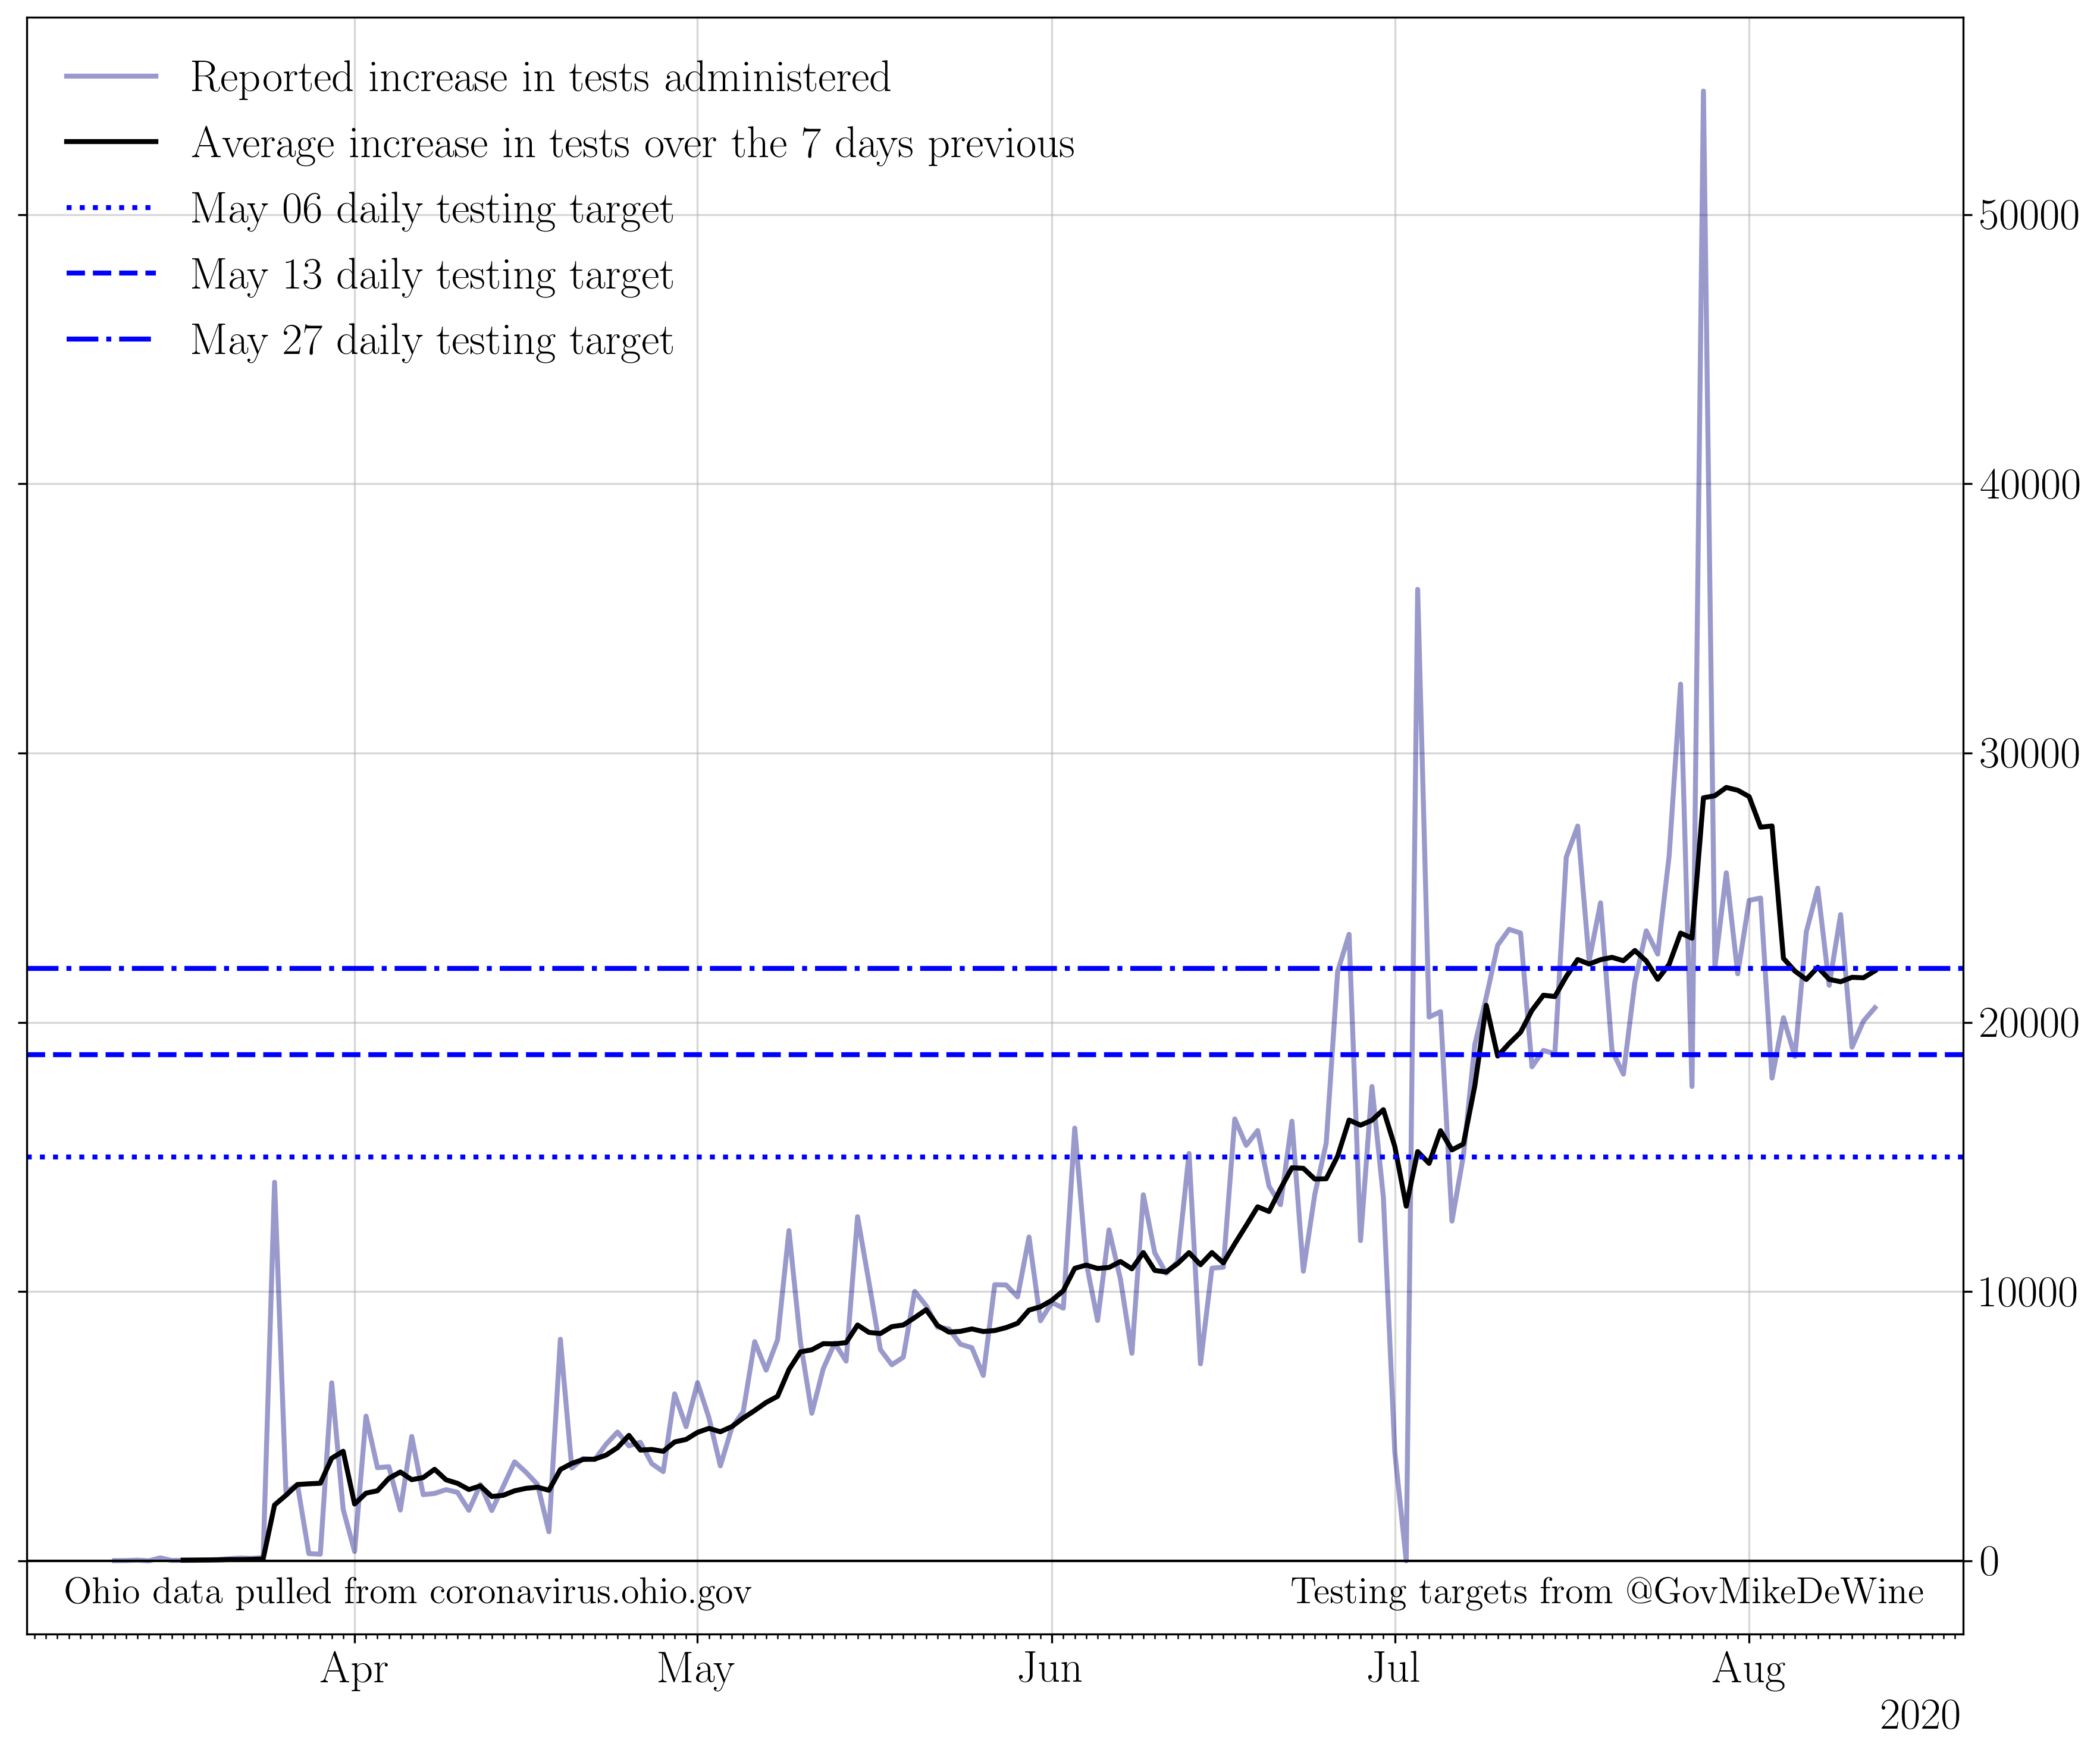 Reported increase in tests administered
Average increase in tests over the 7 days previous
May 06 daily testing target
May 13 daily testing target
May 27 daily testing target
50000
40000
30000
20000
10000
0
Ohio data pulled from coronavirus.ohio.gov
Testing targets from @GovMikeDeWine
Apr May Jun Jul Aug
2020